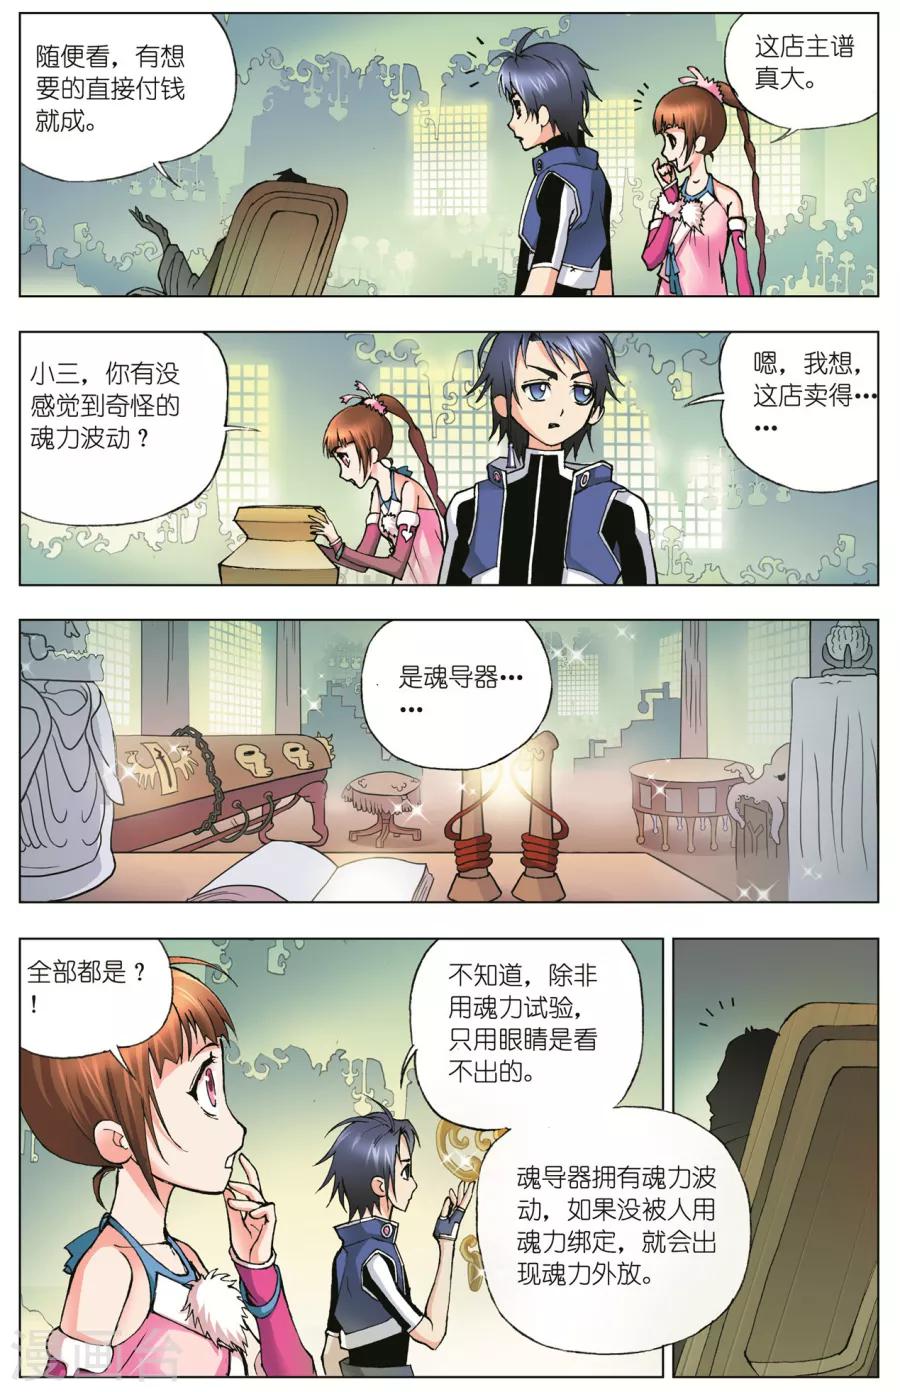 随便看，有想
要的直接付钱
就成。
这店主谱
真大。
小三，你有没
感觉到奇怪的
魂力波动？
嗯，我想，
这店卖得…
…
是魂导器…
…
全部都是？
！
不知道，除非
用魂力试验，
只用眼睛是看
不出的。
魂导器拥有魂力波
动，如果没被人用
魂力绑定，就会出
现魂力外放。
漫画台